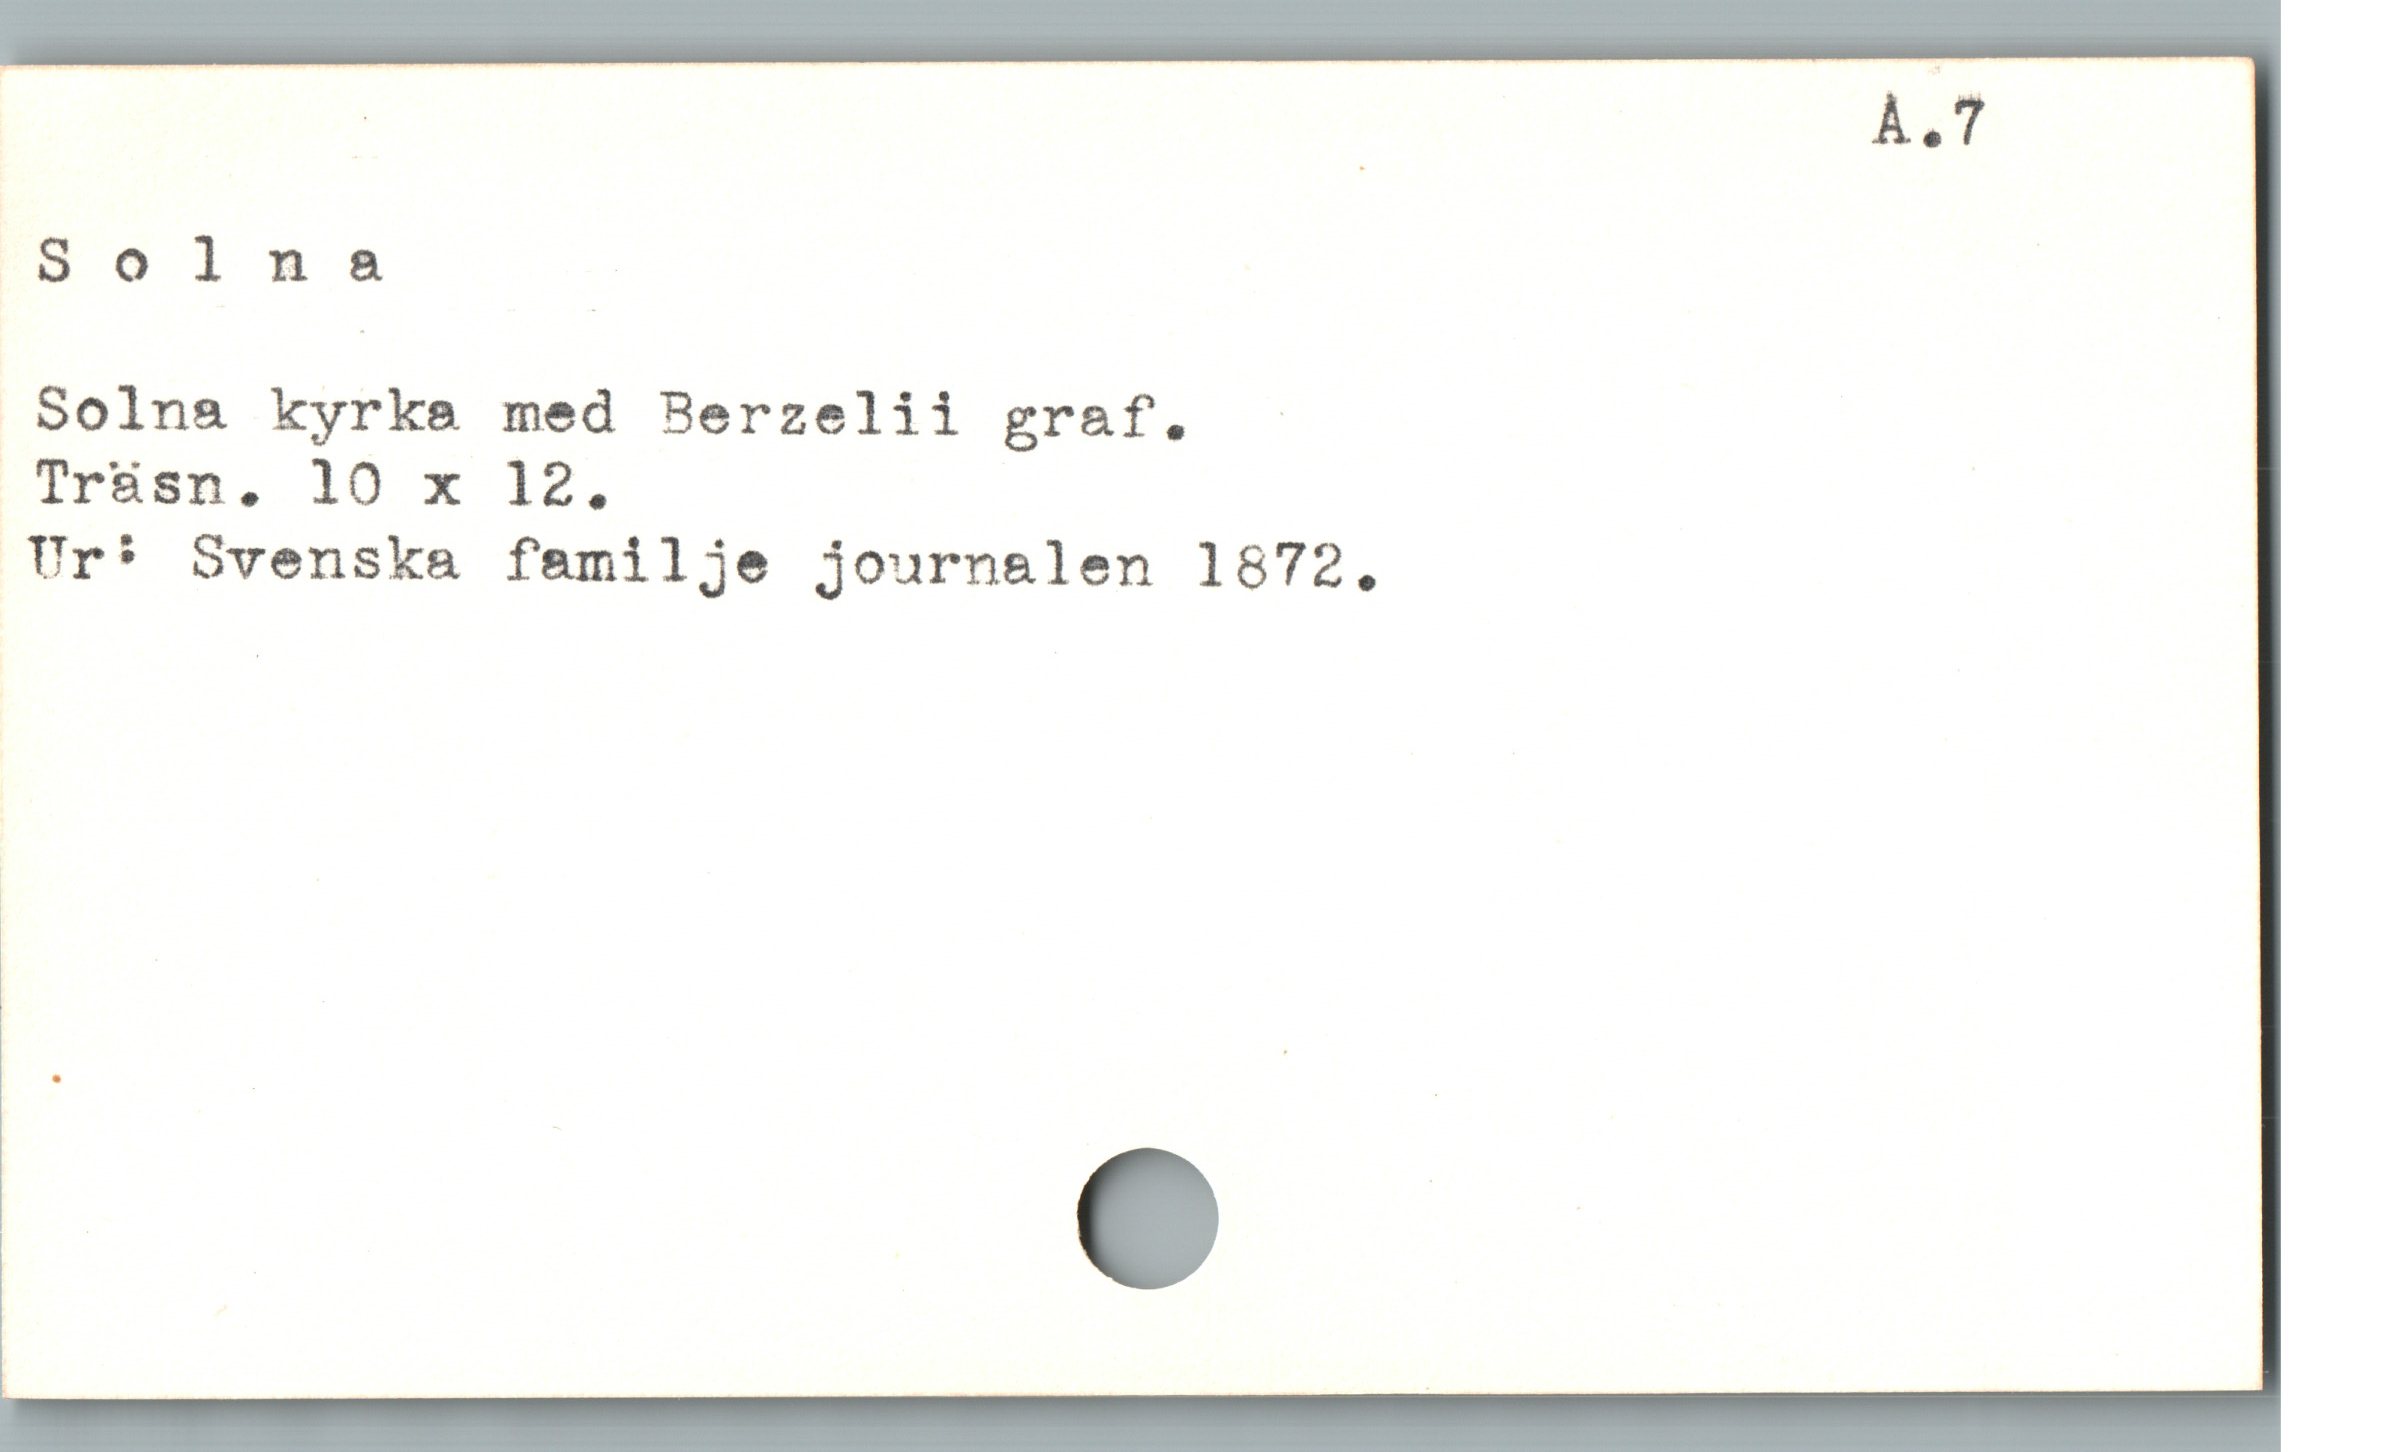 A.7
S o l n a
Solna kyrka med Berzelii graf.
Träsn. 10 x 12.
Ur: Svenska familje journalen 1872.